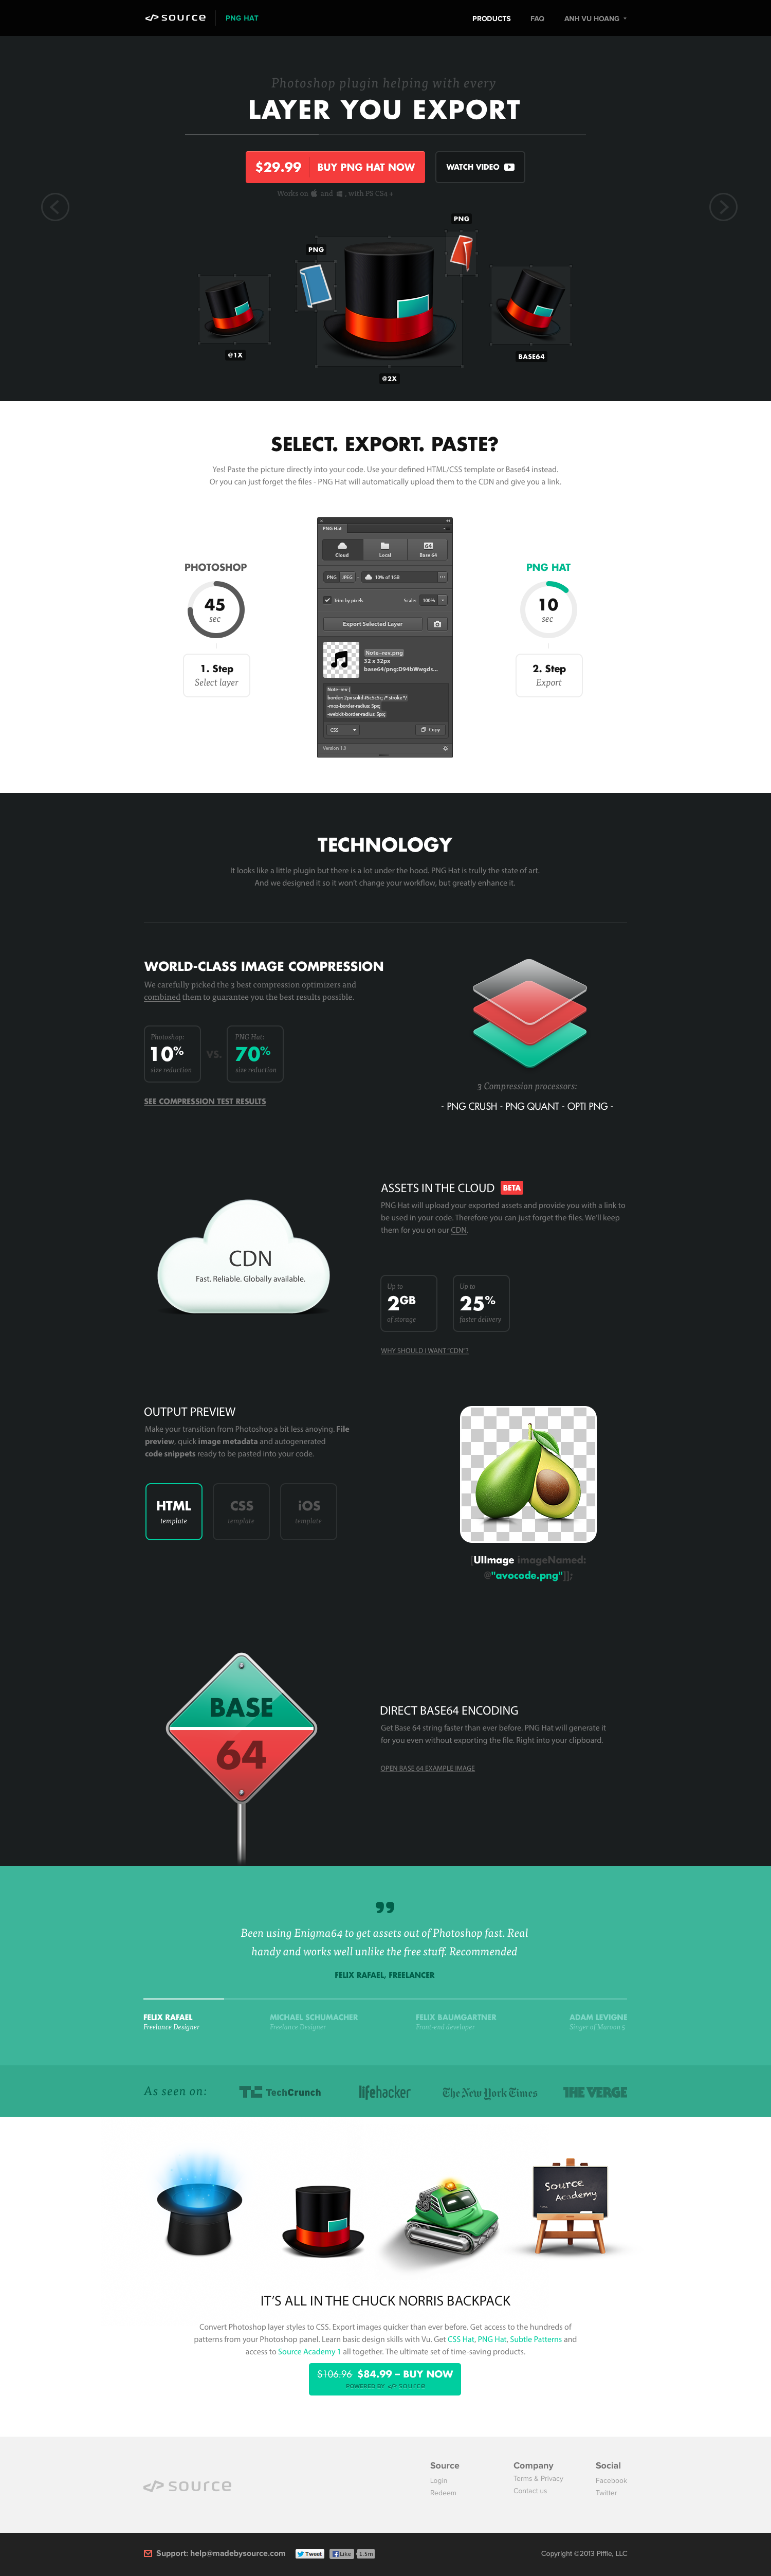 </> source
PNG HAT
PRODUCTS
FAQ
ANH VU HOANG
Photoshop plugin helping with every
LAYER YOU EXPORT
$29.99 BUY PNG HAT NOW
WATCH VIDEO
Works on and , with PS CS4 +
PNG
PNG
@1X
@2X
BASE64
SELECT. EXPORT. PASTE?
Yes! Paste the picture directly into your code. Use your defined HTML/CSS template or Base64 instead.
Or you can just forget the files - PNG Hat will automatically upload them to the CDN and give you a link.
PHOTOSHOP
45
sec
1. Step
Select layer
PNG Hat
Cloud
Local
Base 64
PNG JPEG
10% of 1GB
Trim by pixels
Scale: 100%
Export Selected Layer
Note-rev.png
32 x 32px
base64/png:D94bWwgds...
Note-rev {
border: 2px solid #5c5c5c; /* stroke */
-moz-border-radius: 5px;
-webkit-border-radius: 5px;
CSS
Copy
Version 1.0
PNG HAT
10
sec
2. Step
Export
TECHNOLOGY
It looks like a little plugin but there is a lot under the hood. PNG Hat is trully the state of art.
And we designed it so it won't change your workflow, but greatly enhance it.
WORLD-CLASS IMAGE COMPRESSION
We carefully picked the 3 best compression optimizers and
combined them to guarantee you the best results possible.
Photoshop:
10%
size reduction
VS.
PNG Hat:
70%
size reduction
SEE COMPRESSION TEST RESULTS
3 Compression processors:
- PNG CRUSH - PNG QUANT - OPTI PNG -
CDN
Fast. Reliable. Globally available.
ASSETS IN THE CLOUD BETA
PNG Hat will upload your exported assets and provide you with a link to
be used in your code. Therefore you can just forget the files. We'll keep
them for you on our CDN.
Up to
2GB
of storage
Up to
25%
faster delivery
WHY SHOULD I WANT "CDN"?
OUTPUT PREVIEW
Make your transition from Photoshop a bit less anoying. File
preview, quick image metadata and autogenerated
code snippets ready to be pasted into your code.
HTML
template
CSS
template
iOS
template
[UIImage imageNamed:
@"avocode.png"]];
BASE
64
DIRECT BASE64 ENCODING
Get Base 64 string faster than ever before. PNG Hat will generate it
for you even without exporting the file. Right into your clipboard.
OPEN BASE 64 EXAMPLE IMAGE
”
Been using Enigma64 to get assets out of Photoshop fast. Real
handy and works well unlike the free stuff. Recommended
FELIX RAFAEL, FREELANCER
FELIX RAFAEL
Freelance Designer
MICHAEL SCHUMACHER
Freelance Designer
FELIX BAUMGARTNER
Front-end developer
ADAM LEVIGNE
Singer of Maroon 5
As seen on:
TechCrunch
lifehacker
The New York Times
THE VERGE
Source
Academy
IT'S ALL IN THE CHUCK NORRIS BACKPACK
Convert Photoshop layer styles to CSS. Export images quicker than ever before. Get access to the hundreds of
patterns from your Photoshop panel. Learn basic design skills with Vu. Get CSS Hat, PNG Hat, Subtle Patterns and
access to Source Academy 1 all together. The ultimate set of time-saving products.
$106.96 $84.99 – BUY NOW
POWERED BY </> source
</> source
Source
Login
Redeem
Company
Terms & Privacy
Contact us
Social
Facebook
Twitter
Support: help@madebysource.com
Tweet
Like 1.5m
Copyright ©2013 Piffle, LLC